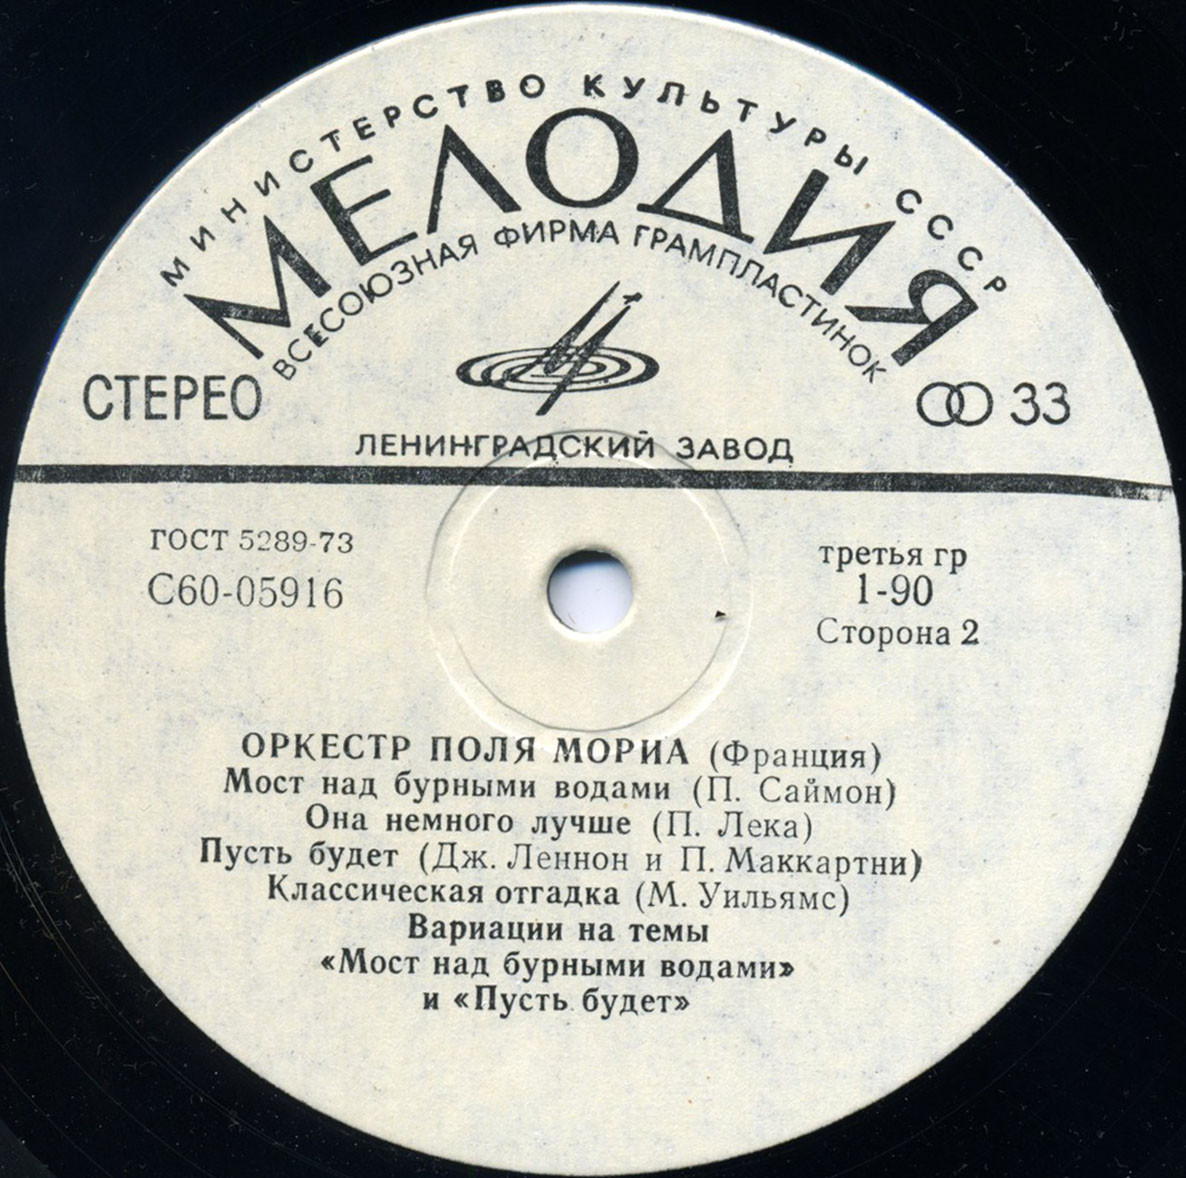 МИНИСТЕРСТВО КУЛЬТУРЫ СССР
МЕЛОДИЯ
ВСЕСОЮЗНАЯ ФИРМА ГРАМПЛАСТИНОК
СТЕРЕО
33
ЛЕНИНГРАДСКИЙ ЗАВОД
ГОСТ 5289-73
С60-05916
третья гр
1-90
Сторона 2
ОРКЕСТР ПОЛЯ МОРИА (Франция)
Мост над бурными водами (П. Саймон)
Она немного лучше (П. Лека)
Пусть будет (Дж. Леннон и П. Маккартни)
Классическая отгадка (М. Уильямс)
Вариации на темы
«Мост над бурными водами»
и «Пусть будет»